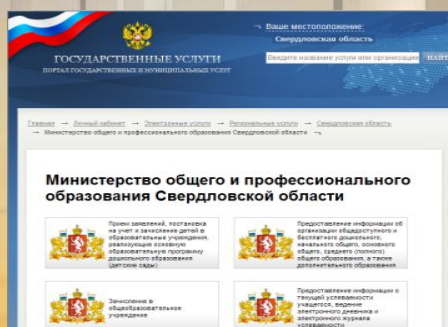 Ваше местоположение:
Свердловская область
ГОСУДАРСТВЕННЫЕ УСЛУГИ
ПОРТАЛ ГОСУДАРСТВЕННЫХ И МУНИЦИПАЛЬНЫХ УСЛУГ
Введите название услуги или организации
НАЙТ
Главная → Личный кабинет → Электронные услуги → Региональные услуги → Свердловская область
→ Министерство общего и профессионального образования Свердловской области
Министерство общего и профессионального
образования Свердловской области
Прием заявлений, постановка
на учет и зачисление детей в
образовательные учреждения,
реализующие основную
образовательную программу
дошкольного образования
(детские сады)
Предоставление информации об
организации общедоступного и
бесплатного дошкольного,
начального общего, основного
общего, среднего (полного)
общего образования, а также
дополнительного образования
Зачисление в
общеобразовательное
учреждение
Предоставление информации о
текущей успеваемости
учащегося, ведение
электронного дневника и
электронного журнала
успеваемости